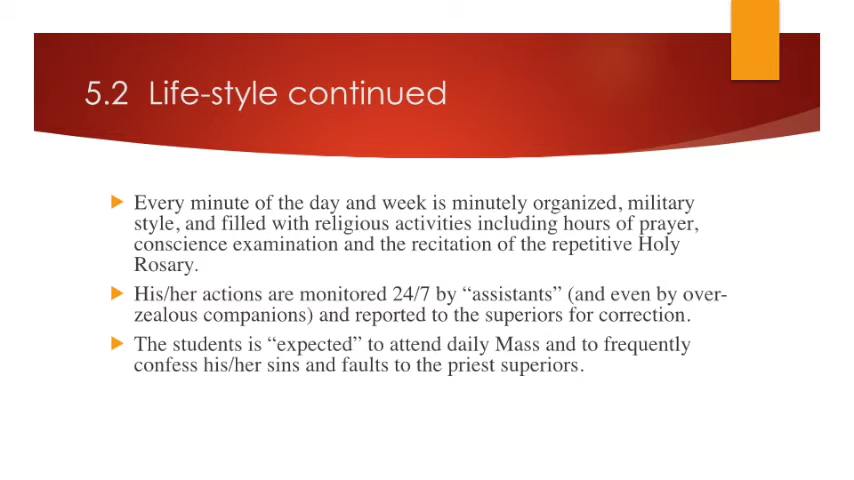 5.2 Life-style continued
Every minute of the day and week is minutely organized, military
style, and filled with religious activities including hours of prayer,
conscience examination and the recitation of the repetitive Holy
Rosary.
His/her actions are monitored 24/7 by “assistants” (and even by over-
zealous companions) and reported to the superiors for correction.
The students is “expected” to attend daily Mass and to frequently
confess his/her sins and faults to the priest superiors.